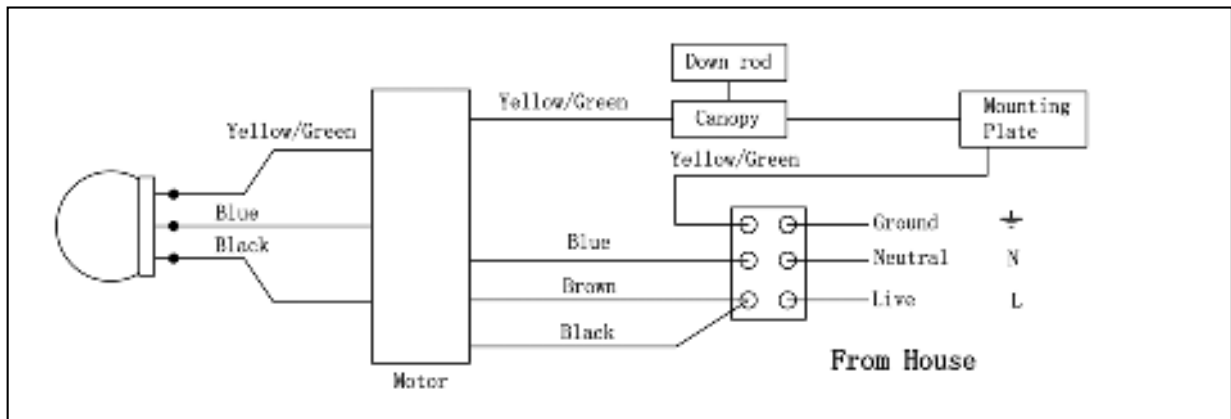 Down rod
Yellow/Green
Canopy
Mounting
Plate
Yellow/Green
Yellow/Green
Ground
Blue
Blue
Neutral
N
Black
Brown
Live
L
Black
From House
Motor